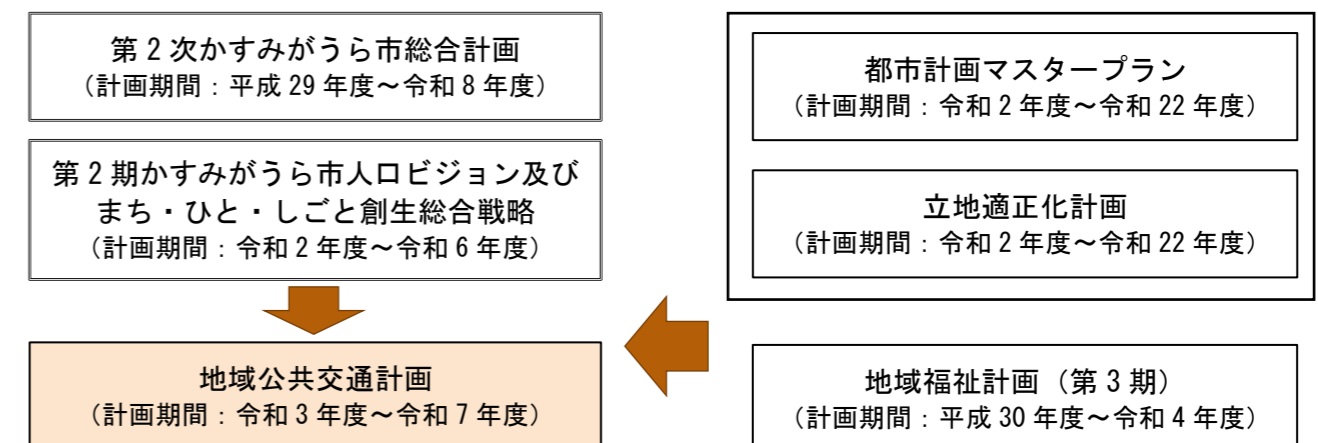 第2次かすみがうら市総合計画
（計画期間：平成29年度～令和8年度）
第2期かすみがうら市人口ビジョン及び
まち・ひと・しごと創生総合戦略
（計画期間：令和2年度～令和6年度）
地域公共交通計画
（計画期間：令和3年度～令和7年度）
都市計画マスタープラン
（計画期間：令和2年度～令和22年度）
立地適正化計画
（計画期間：令和2年度～令和22年度）
地域福祉計画（第3期）
（計画期間：平成30年度～令和4年度）